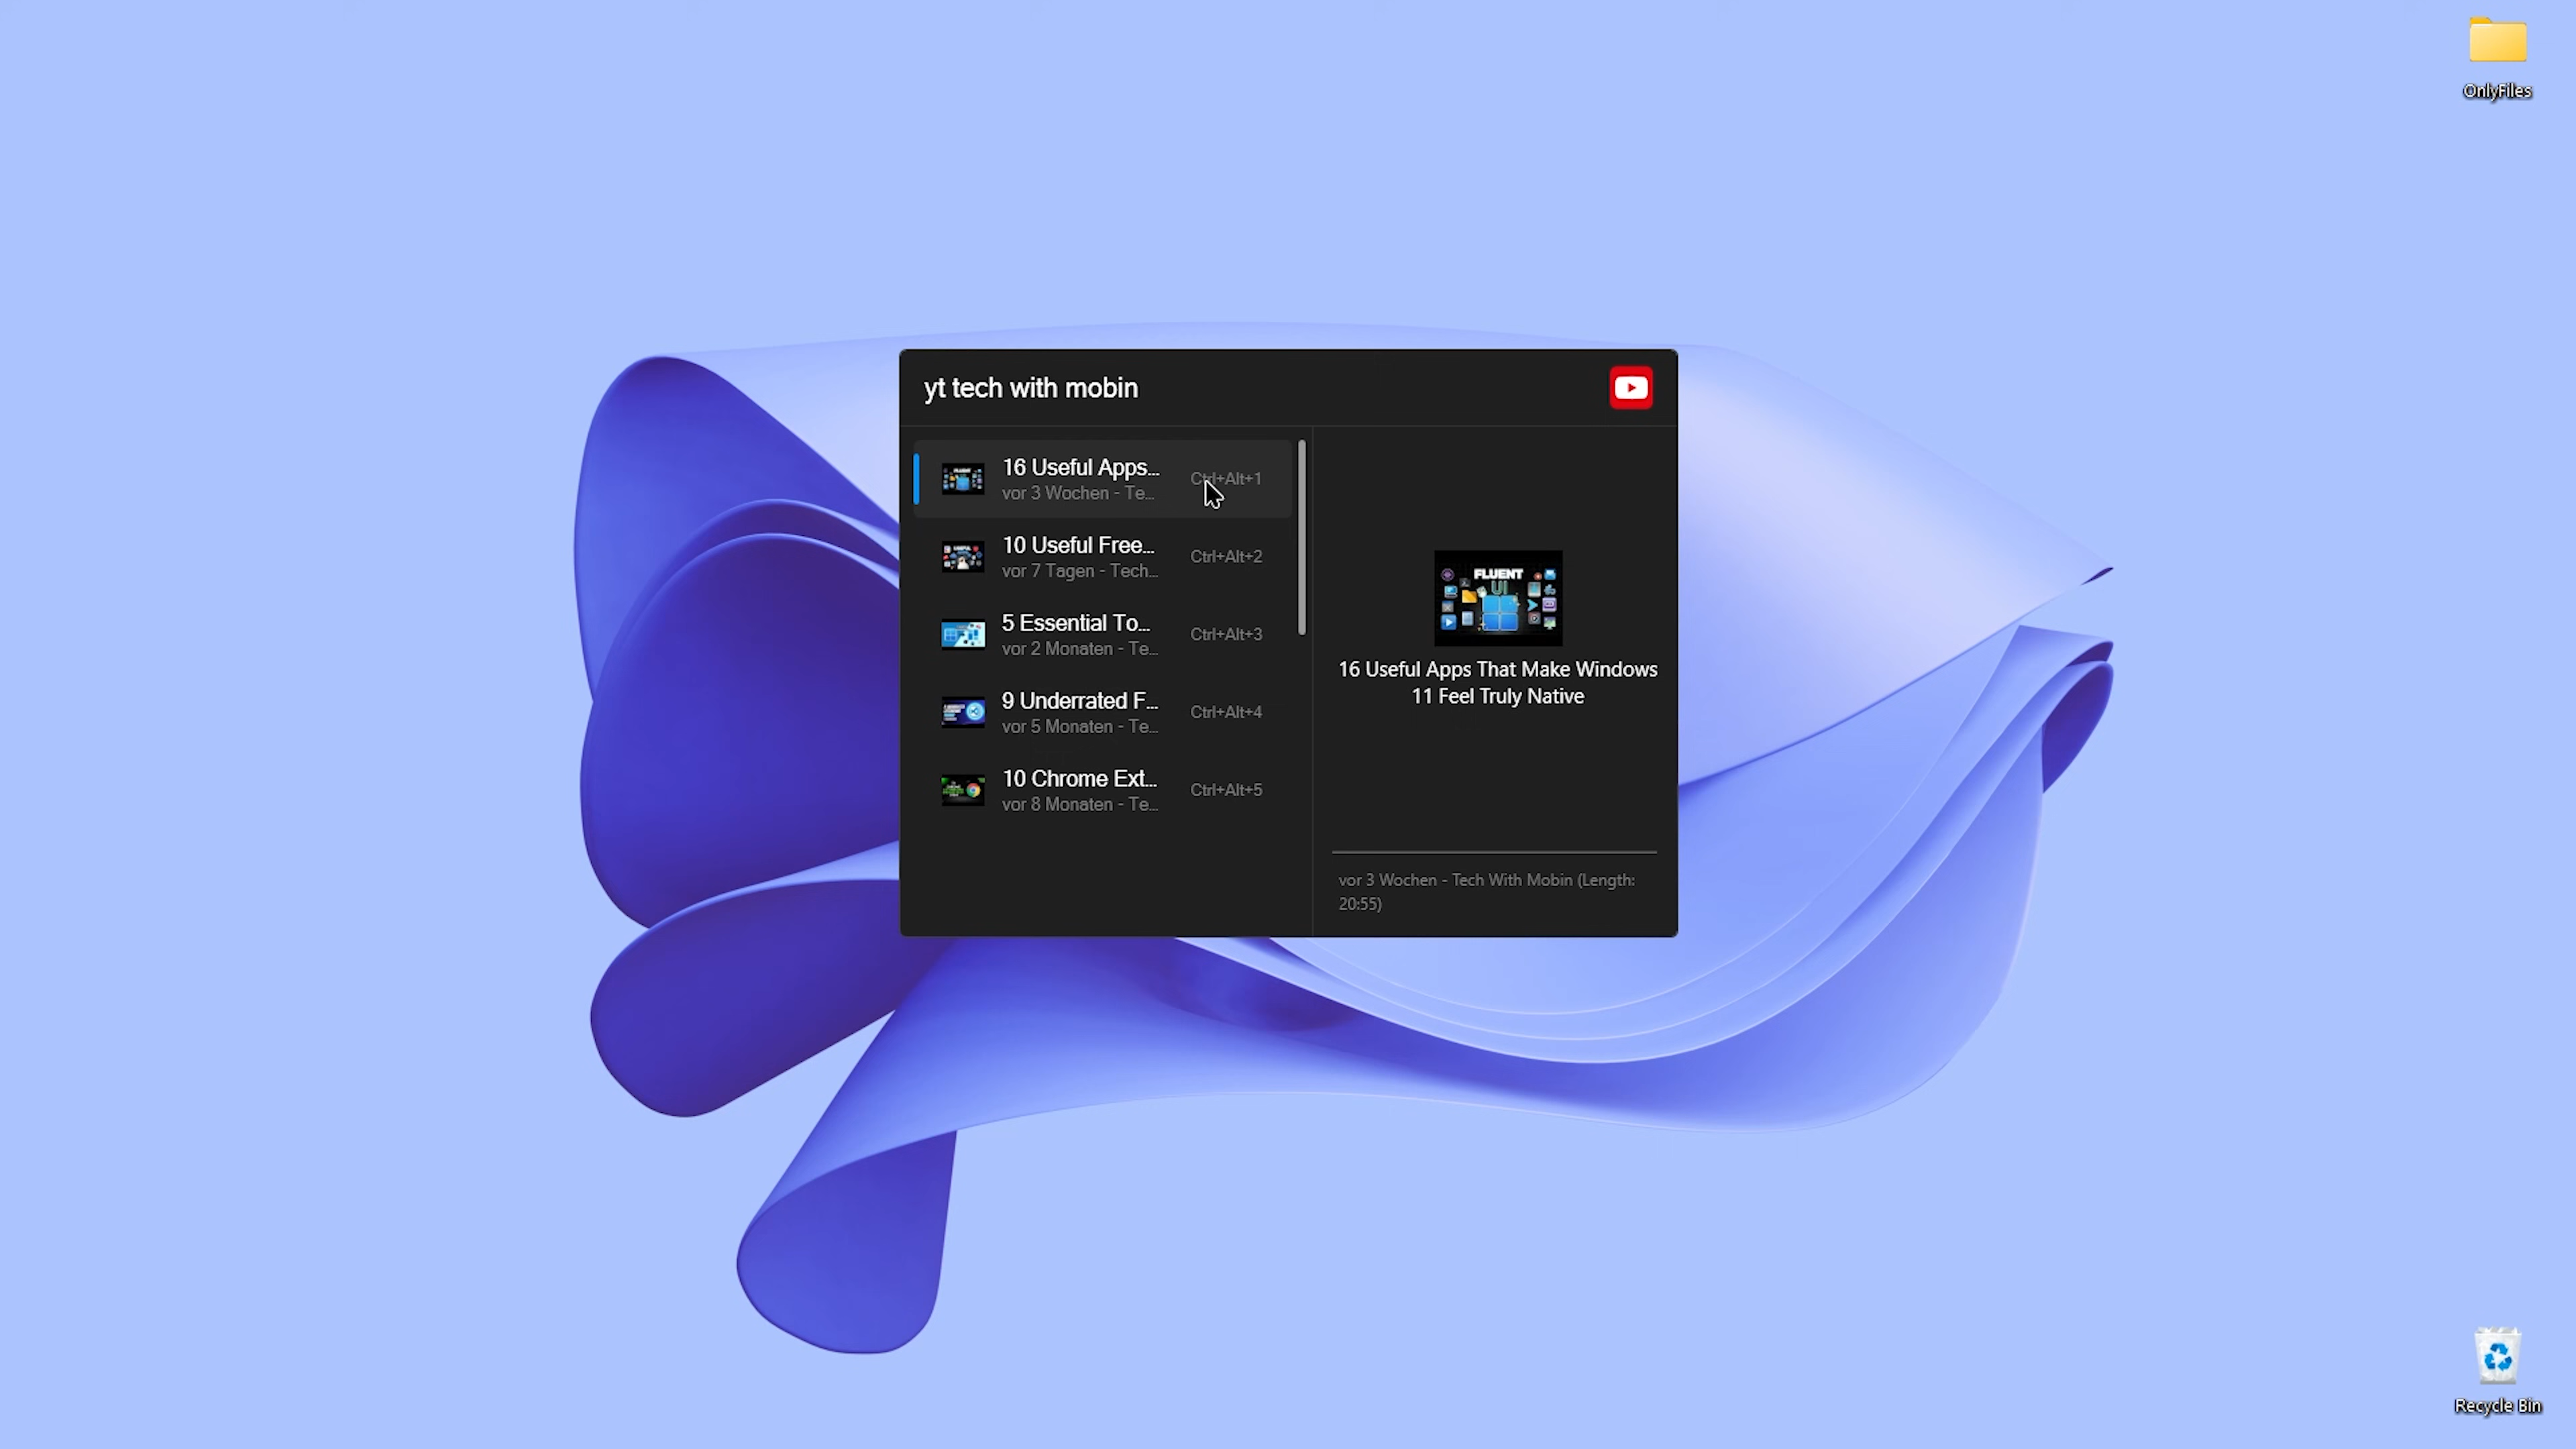 OnlyFiles
yt tech with mobin
16 Useful Apps...
Ctrl+Alt+1
vor 3 Wochen - Te...
10 Useful Free...
Ctrl+Alt+2
vor 7 Tagen - Tech...
5 Essential To...
Ctrl+Alt+3
vor 2 Monaten - Te...
9 Underrated F...
Ctrl+Alt+4
vor 5 Monaten - Te...
10 Chrome Ext...
Ctrl+Alt+5
vor 8 Monaten - Te...
FLUENT
UI
16 Useful Apps That Make Windows
11 Feel Truly Native
vor 3 Wochen - Tech With Mobin (Length:
20:55)
Recycle Bin